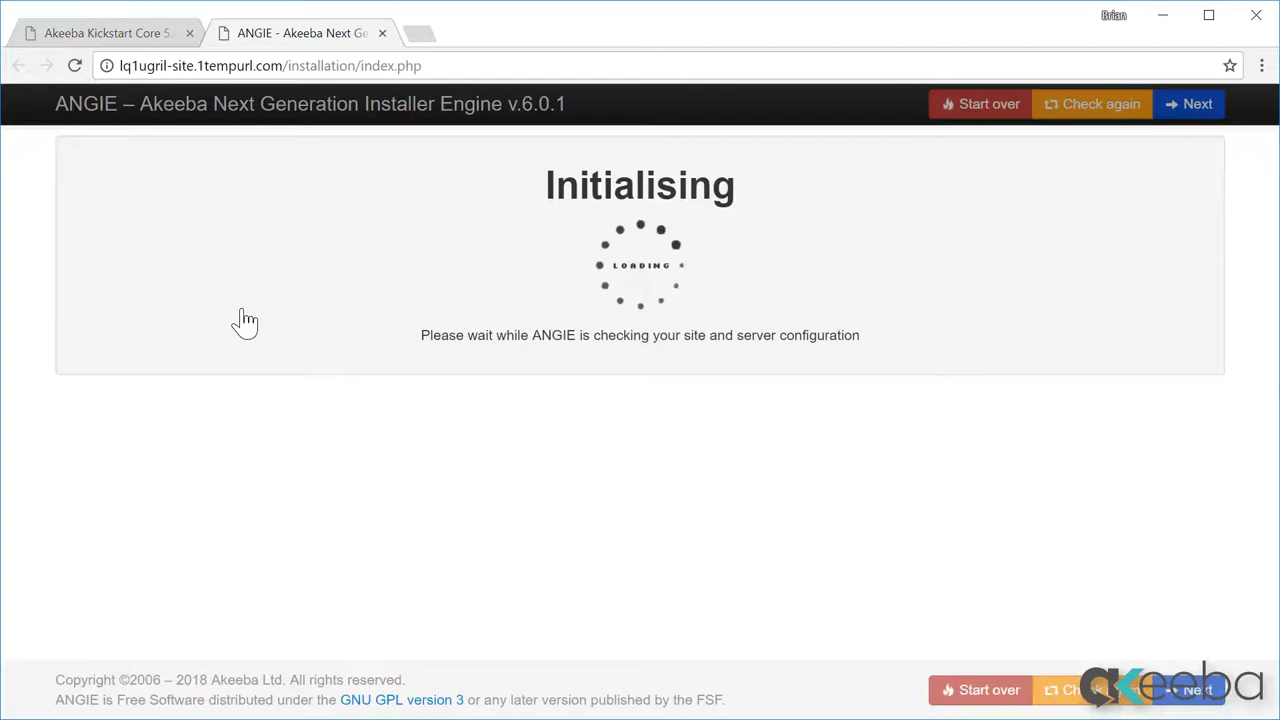 Brian
Akeeba Kickstart Core 5
ANGIE - Akeeba Next Ge
lq1ugril-site.1tempurl.com/installation/index.php
ANGIE – Akeeba Next Generation Installer Engine v.6.0.1
Start over
Check again
Next
Initialising
LOADING
Please wait while ANGIE is checking your site and server configuration
Copyright ©2006 – 2018 Akeeba Ltd. All rights reserved.
ANGIE is Free Software distributed under the GNU GPL version 3 or any later version published by the FSF.
Start over
Next
akeeba